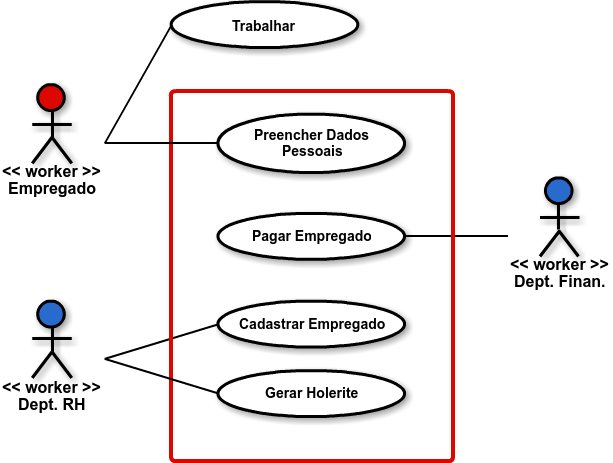 Trabalhar
Preencher Dados
Pessoais
<< worker >>
Empregado
Pagar Empregado
<< worker >>
Dept. Finan.
Cadastrar Empregado
<< worker >>
Dept. RH
Gerar Holerite